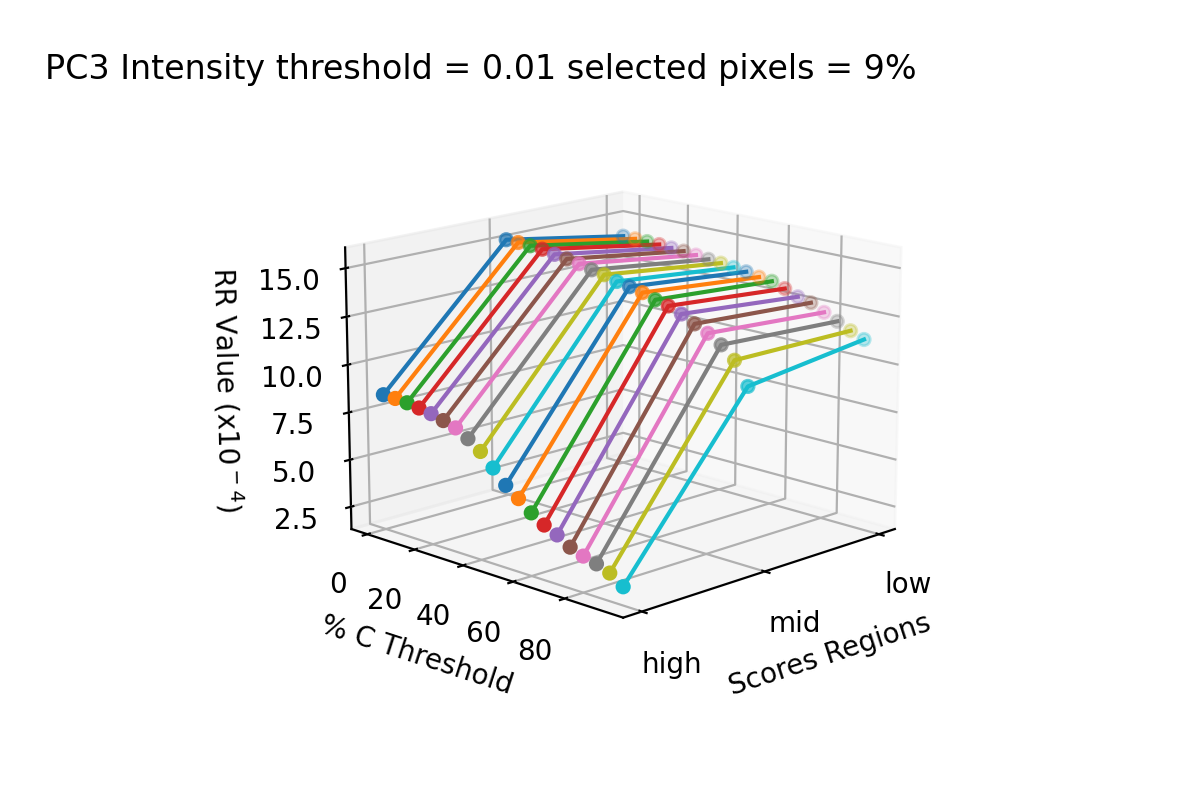 PC3 Intensity threshold = 0.01 selected pixels = 9%
RR Value (x10⁻⁴)
15.0
12.5
10.0
7.5
5.0
2.5
0
20
40
60
80
% C Threshold
high
mid
low
Scores Regions